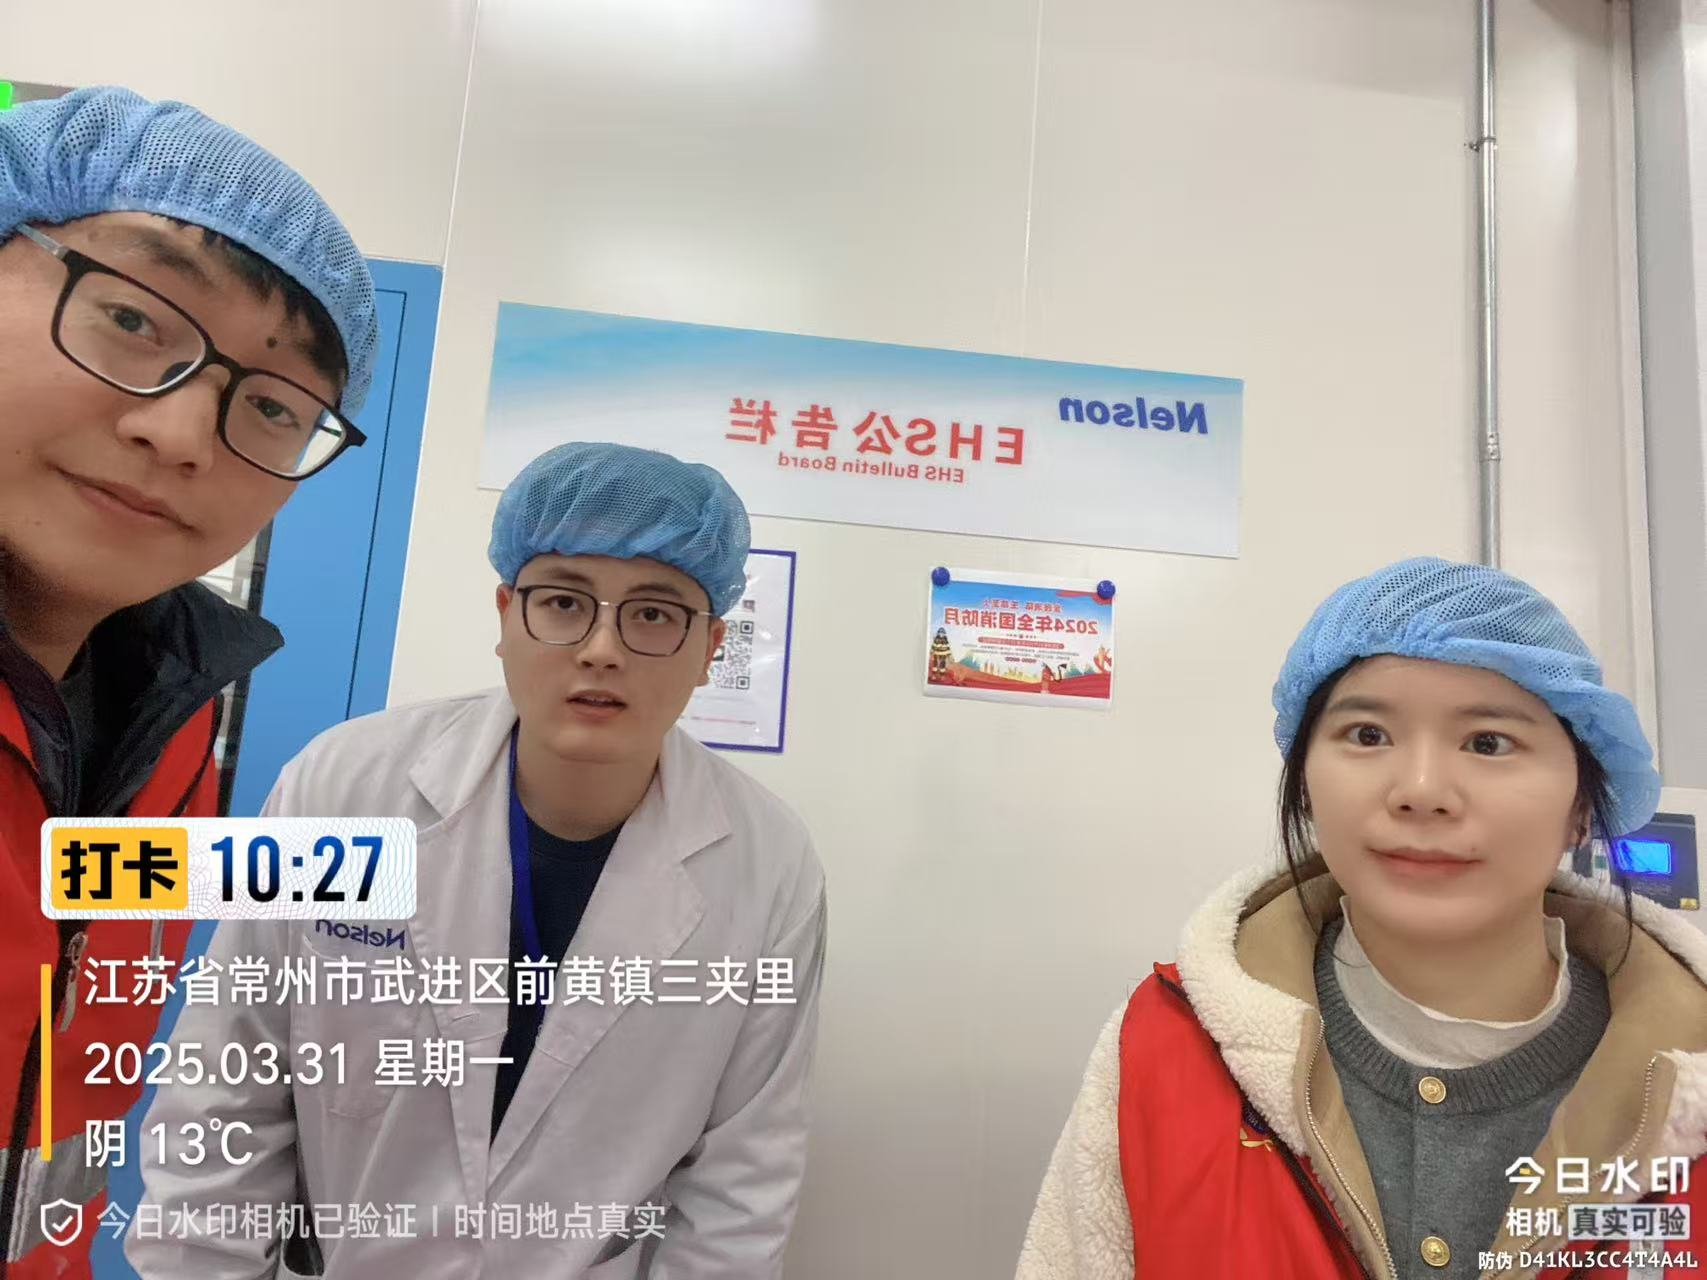 Nelson
EHS公告栏
EHS Bulletin Board
2024年全国消防月
打卡 10:27
Nelson
江苏省常州市武进区前黄镇三夹里
2025.03.31 星期一
阴 13℃
今日水印相机已验证 | 时间地点真实
今日水印
相机 真实可验
防伪 D41KL3CC4T4A4L